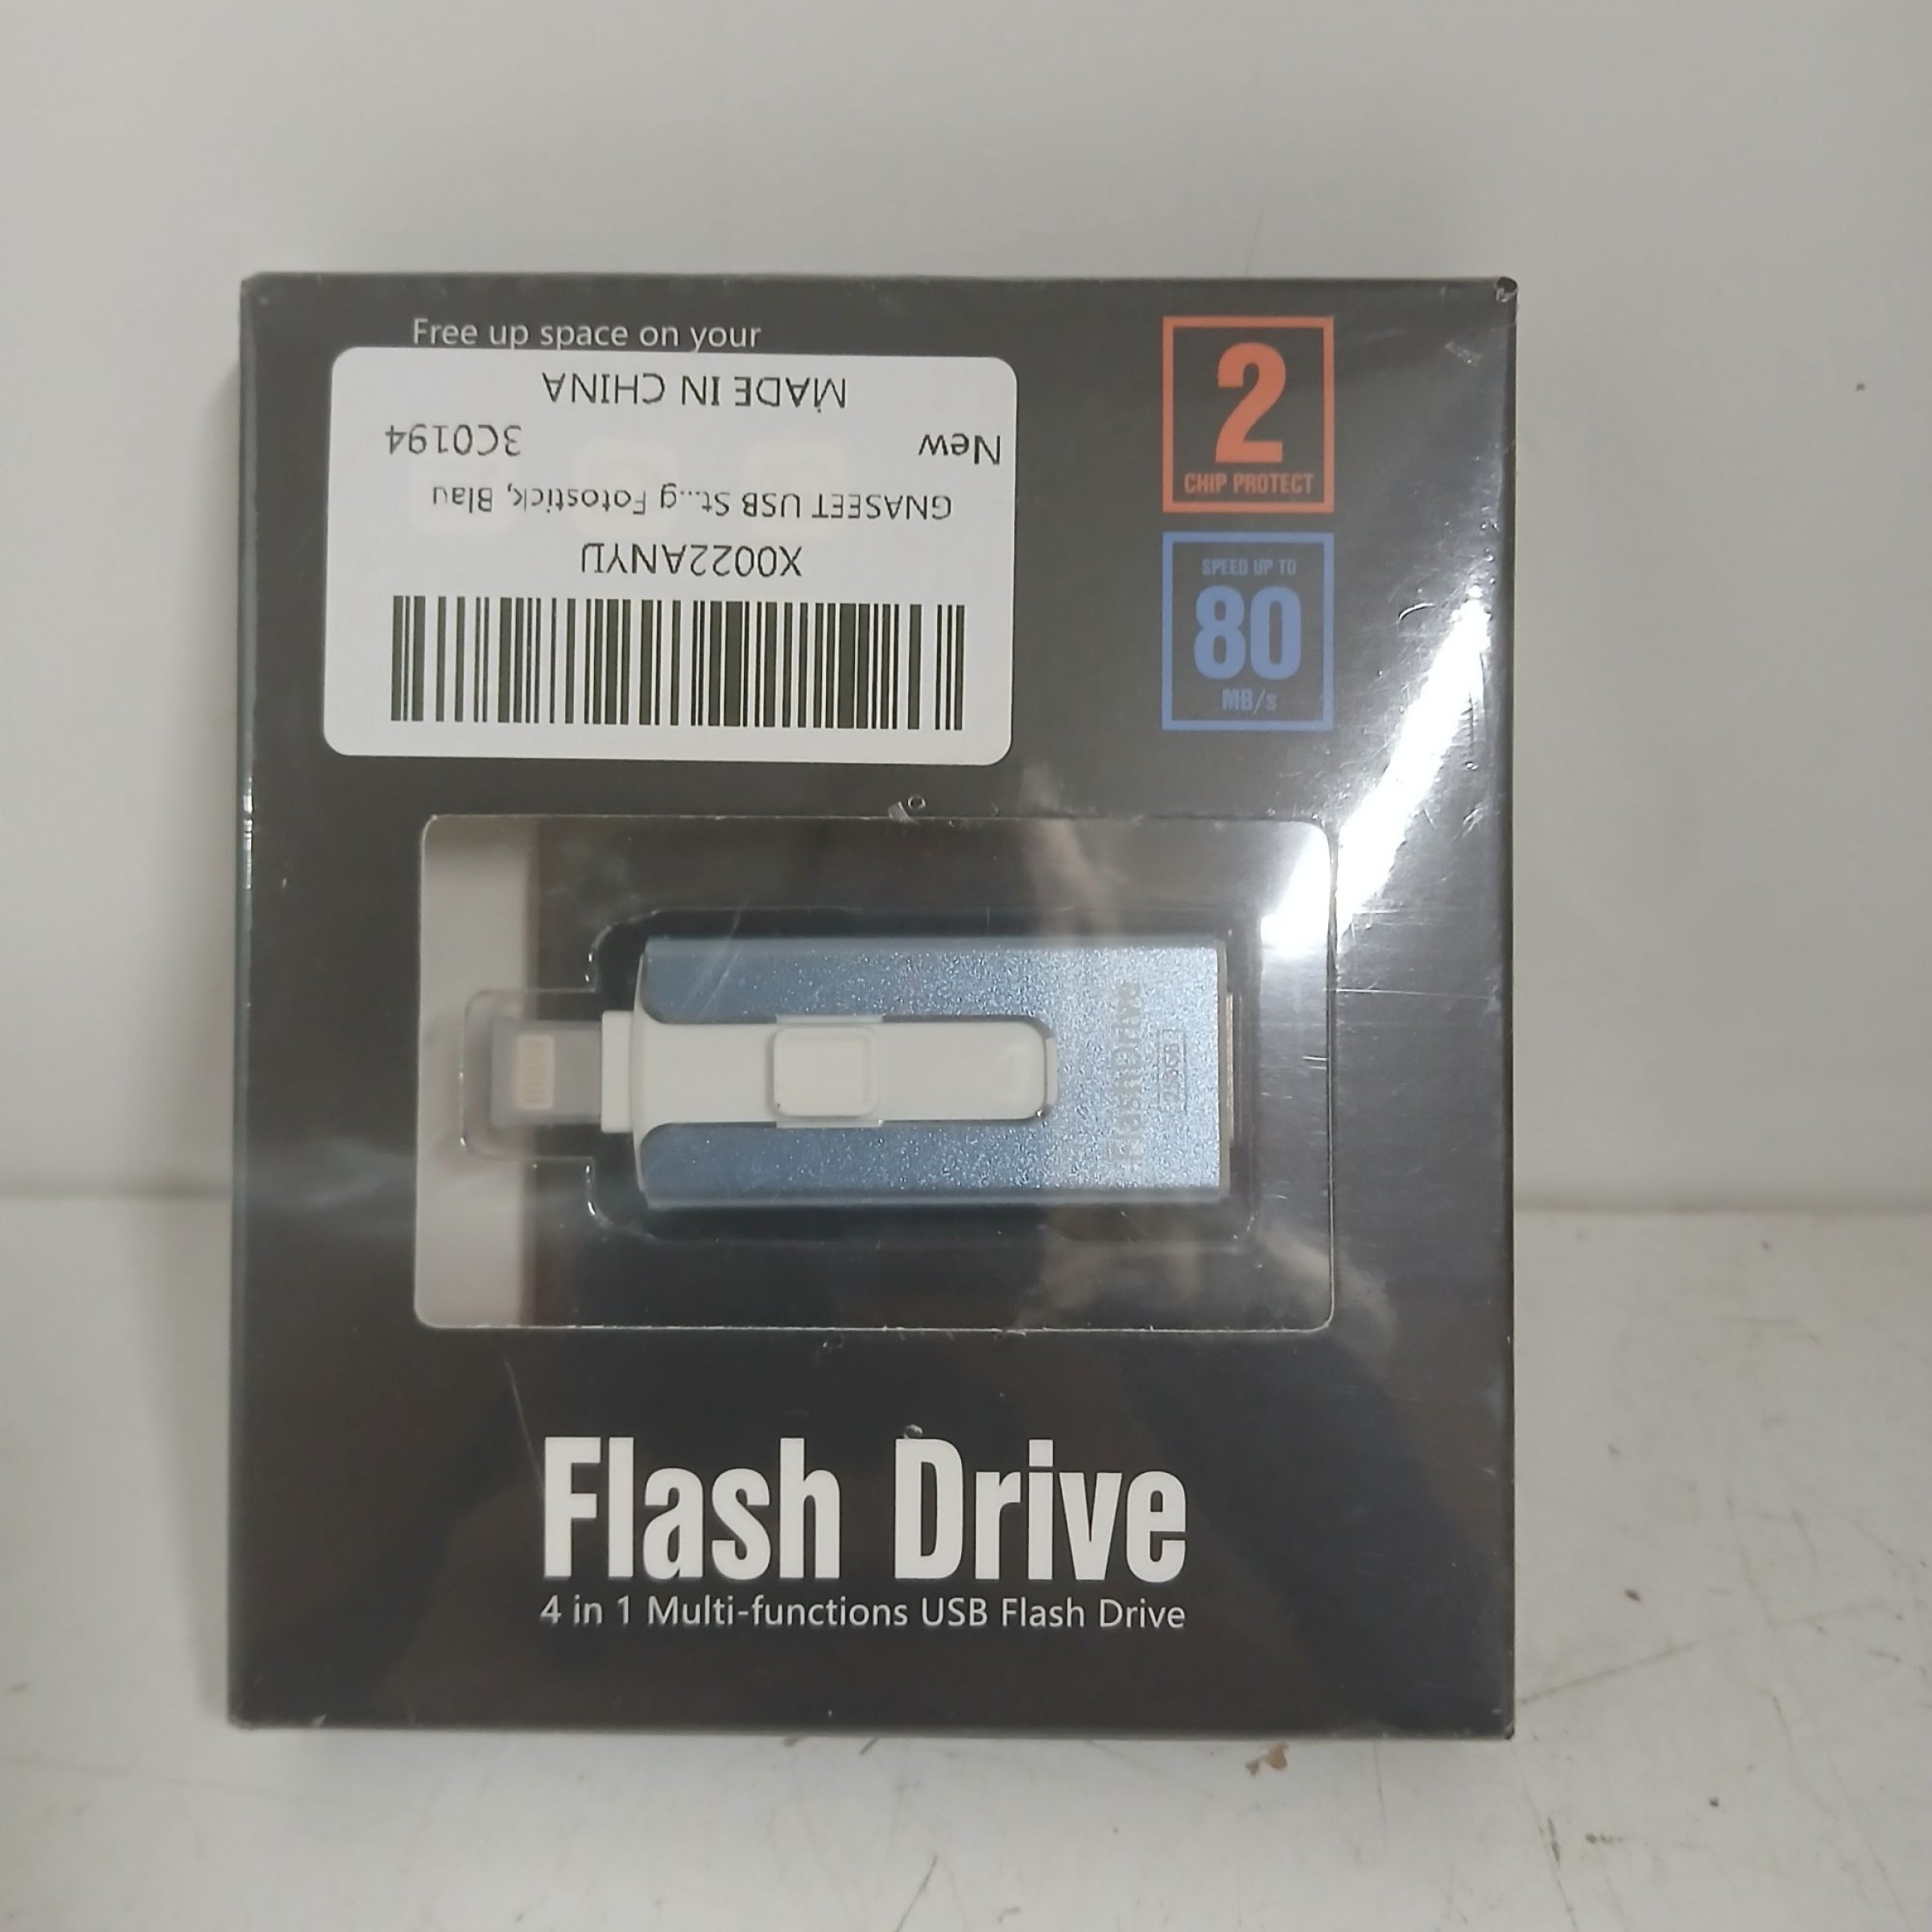 Free up space on your
MADE IN CHINA
New 3C0194
GNASEET USB St...g Fotostick, Blau
2
CHIP PROTECT
SPEED UP TO
80
MB/s
FlashDrive
Flash Drive
4 in 1 Multi-functions USB Flash Drive